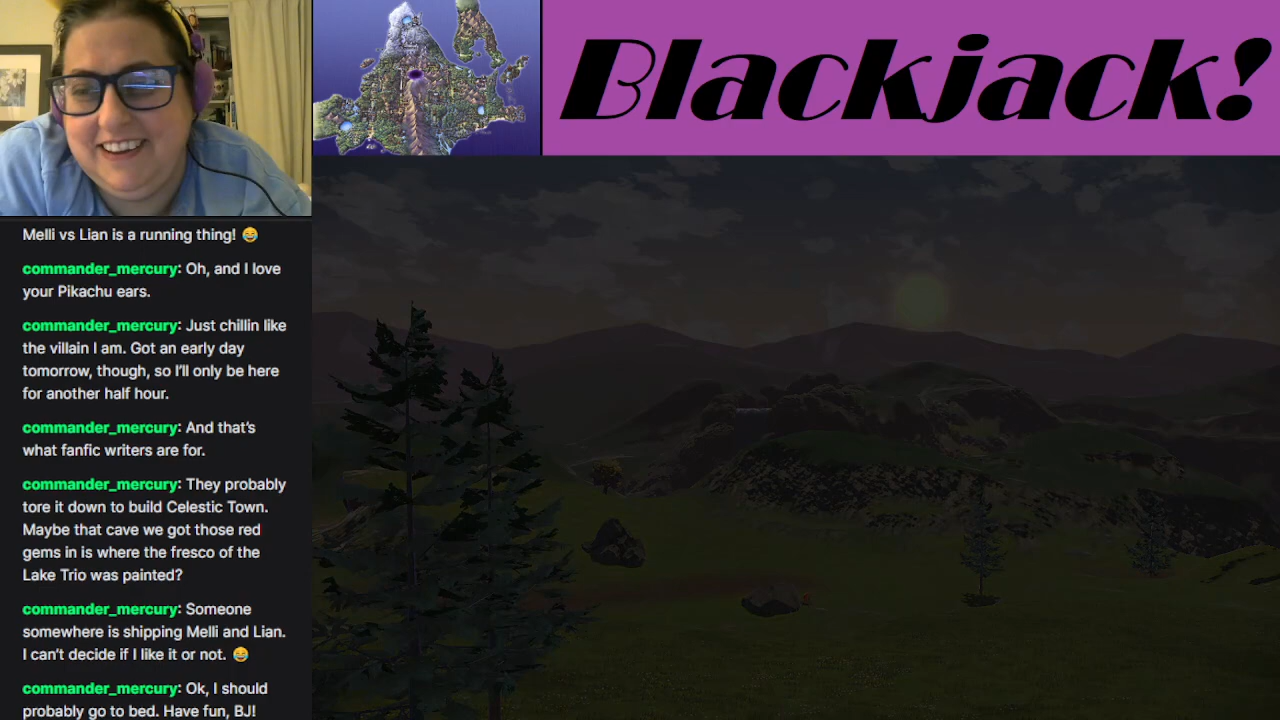 Blackjack!
Melli vs Lian is a running thing! 😂
commander_mercury: Oh, and I love
your Pikachu ears.
commander_mercury: Just chillin like
the villain I am. Got an early day
tomorrow, though, so I’ll only be here
for another half hour.
commander_mercury: And that’s
what fanfic writers are for.
commander_mercury: They probably
tore it down to build Celestic Town.
Maybe that cave we got those red
gems in is where the fresco of the
Lake Trio was painted?
commander_mercury: Someone
somewhere is shipping Melli and Lian.
I can’t decide if I like it or not. 😂
commander_mercury: Ok, I should
probably go to bed. Have fun, BJ!